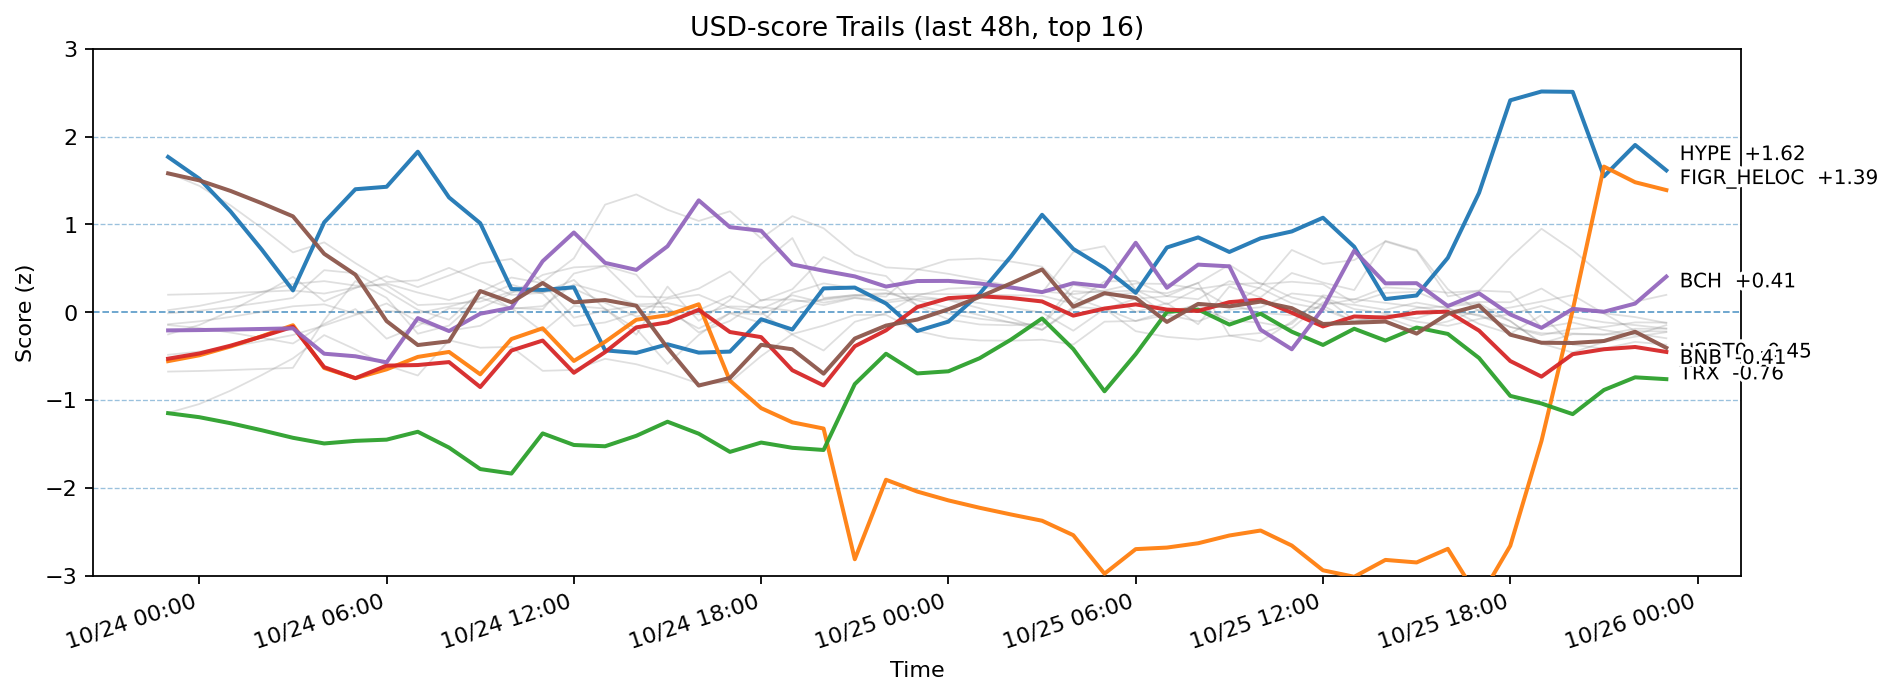 USD-score Trails (last 48h, top 16)
Score (z)
3
2
1
0
−1
−2
−3
HYPE +1.62
FIGR_HELOC +1.39
BCH +0.41
USDT0 -0.45
BNB -0.41
TRX -0.76
10/24 00:00
10/24 06:00
10/24 12:00
10/24 18:00
10/25 00:00
10/25 06:00
10/25 12:00
10/25 18:00
10/26 00:00
Time